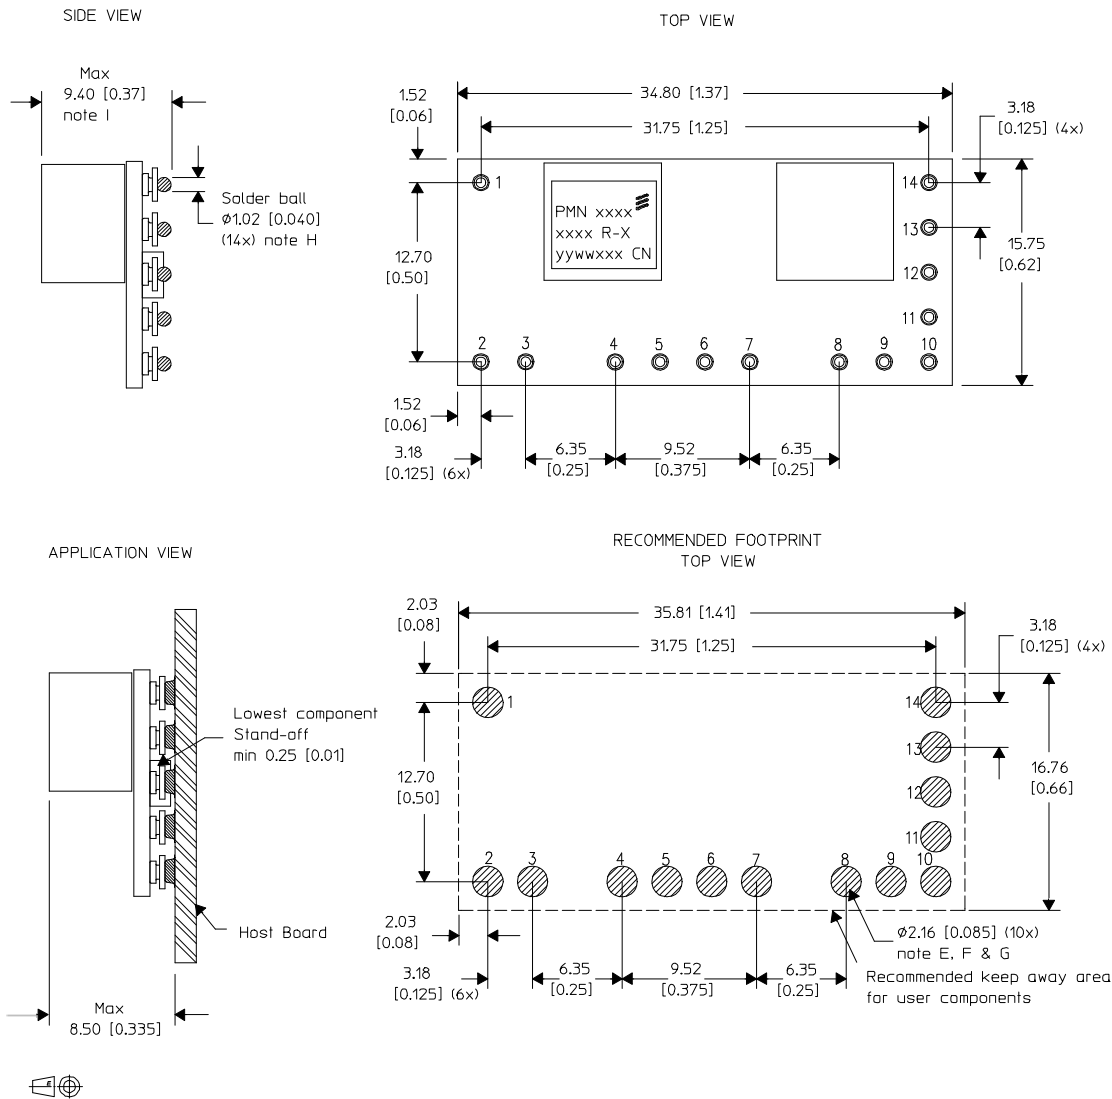 SIDE VIEW
TOP VIEW
Max
9.40 [0.37]
note I
Solder ball
ø1.02 [0.040]
(14x) note H
34.80 [1.37]
31.75 [1.25]
1.52
[0.06]
3.18
[0.125] (4x)
12.70
[0.50]
15.75
[0.62]
PMN xxxx
xxxx R-X
yywwxxx CN
1
14
13
12
11
2
3
4
5
6
7
8
9
10
1.52
[0.06]
3.18
[0.125] (6x)
6.35
[0.25]
9.52
[0.375]
6.35
[0.25]
APPLICATION VIEW
RECOMMENDED FOOTPRINT
TOP VIEW
Lowest component
Stand-off
min 0.25 [0.01]
Host Board
Max
8.50 [0.335]
2.03
[0.08]
35.81 [1.41]
31.75 [1.25]
3.18
[0.125] (4x)
12.70
[0.50]
16.76
[0.66]
1
14
13
12
11
2
3
4
5
6
7
8
9
10
2.03
[0.08]
3.18
[0.125] (6x)
6.35
[0.25]
9.52
[0.375]
6.35
[0.25]
ø2.16 [0.085] (10x)
note E, F & G
Recommended keep away area
for user components